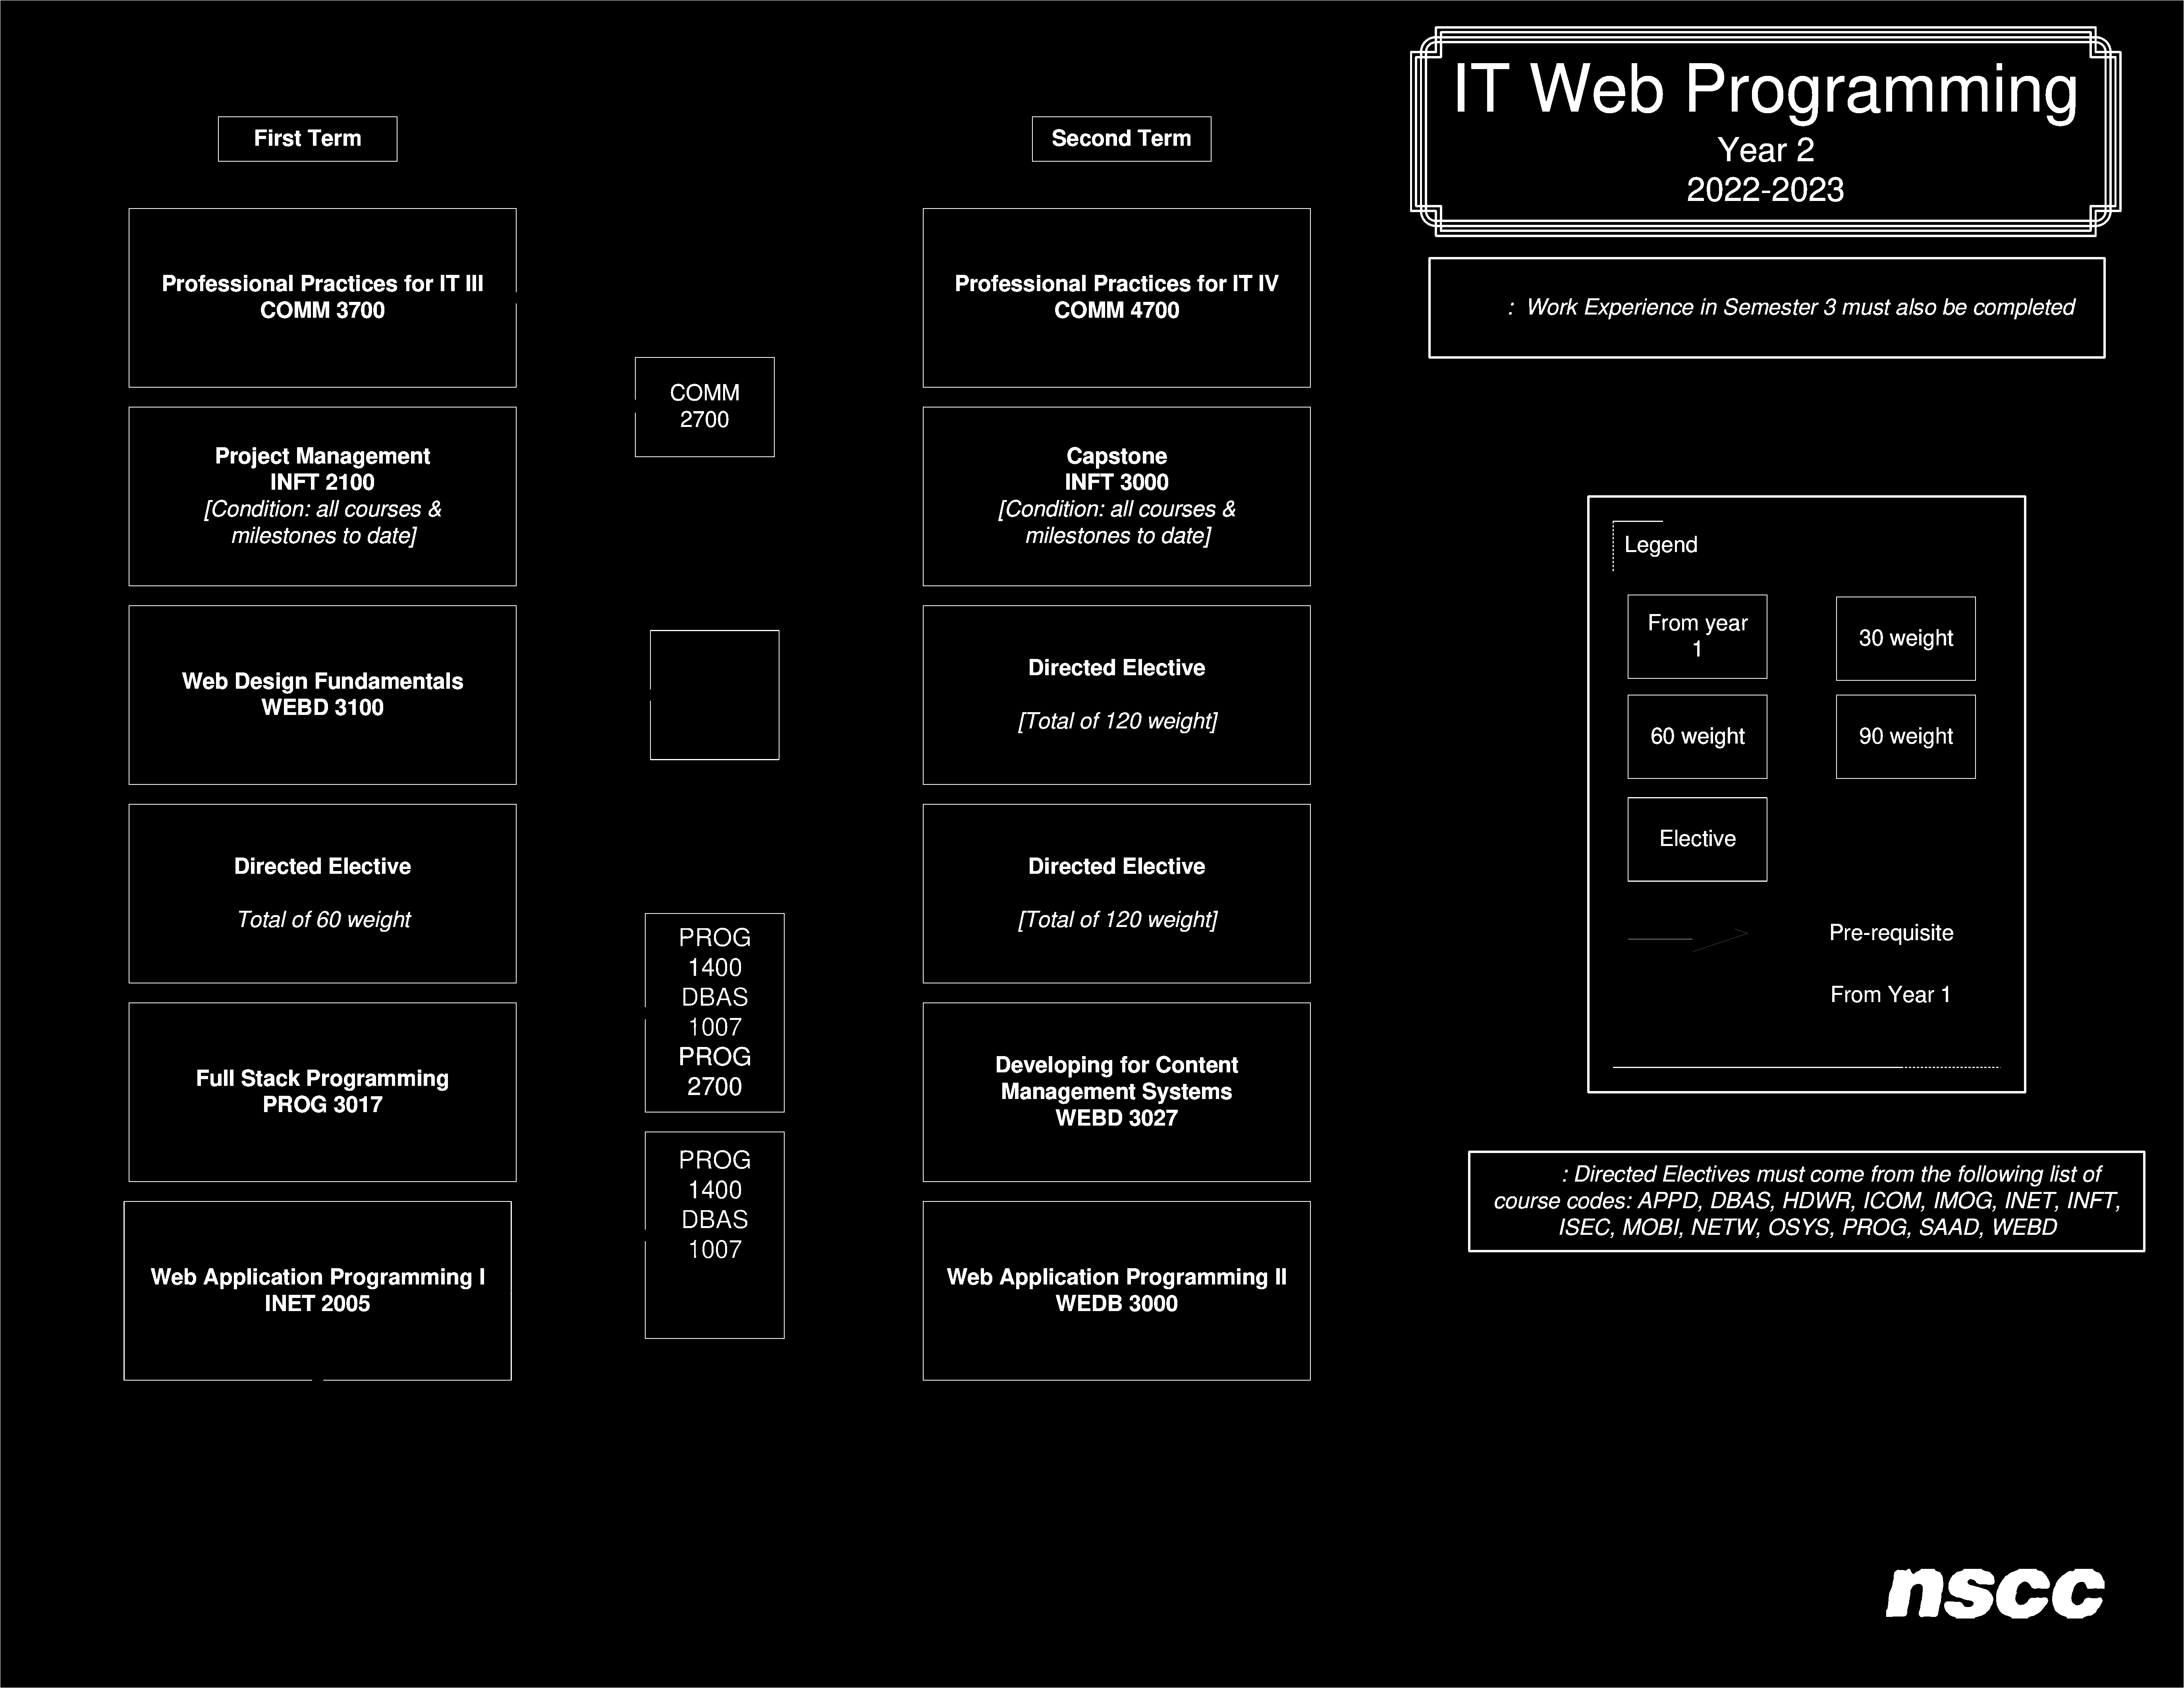 IT Web Programming
Year 2
2022-2023
First Term
Second Term
Professional Practices for IT III
COMM 3700
Professional Practices for IT IV
COMM 4700
: Work Experience in Semester 3 must also be completed
COMM
2700
Project Management
INFT 2100
[Condition: all courses &
milestones to date]
Capstone
INFT 3000
[Condition: all courses &
milestones to date]
Web Design Fundamentals
WEBD 3100
Directed Elective
[Total of 120 weight]
Directed Elective
Total of 60 weight
Directed Elective
[Total of 120 weight]
PROG
1400
DBAS
1007
PROG
2700
Full Stack Programming
PROG 3017
Developing for Content
Management Systems
WEBD 3027
PROG
1400
DBAS
1007
Web Application Programming I
INET 2005
Web Application Programming II
WEDB 3000
Legend
From year
1
30 weight
60 weight
90 weight
Elective
Pre-requisite
From Year 1
: Directed Electives must come from the following list of
course codes: APPD, DBAS, HDWR, ICOM, IMOG, INET, INFT,
ISEC, MOBI, NETW, OSYS, PROG, SAAD, WEBD
nscc